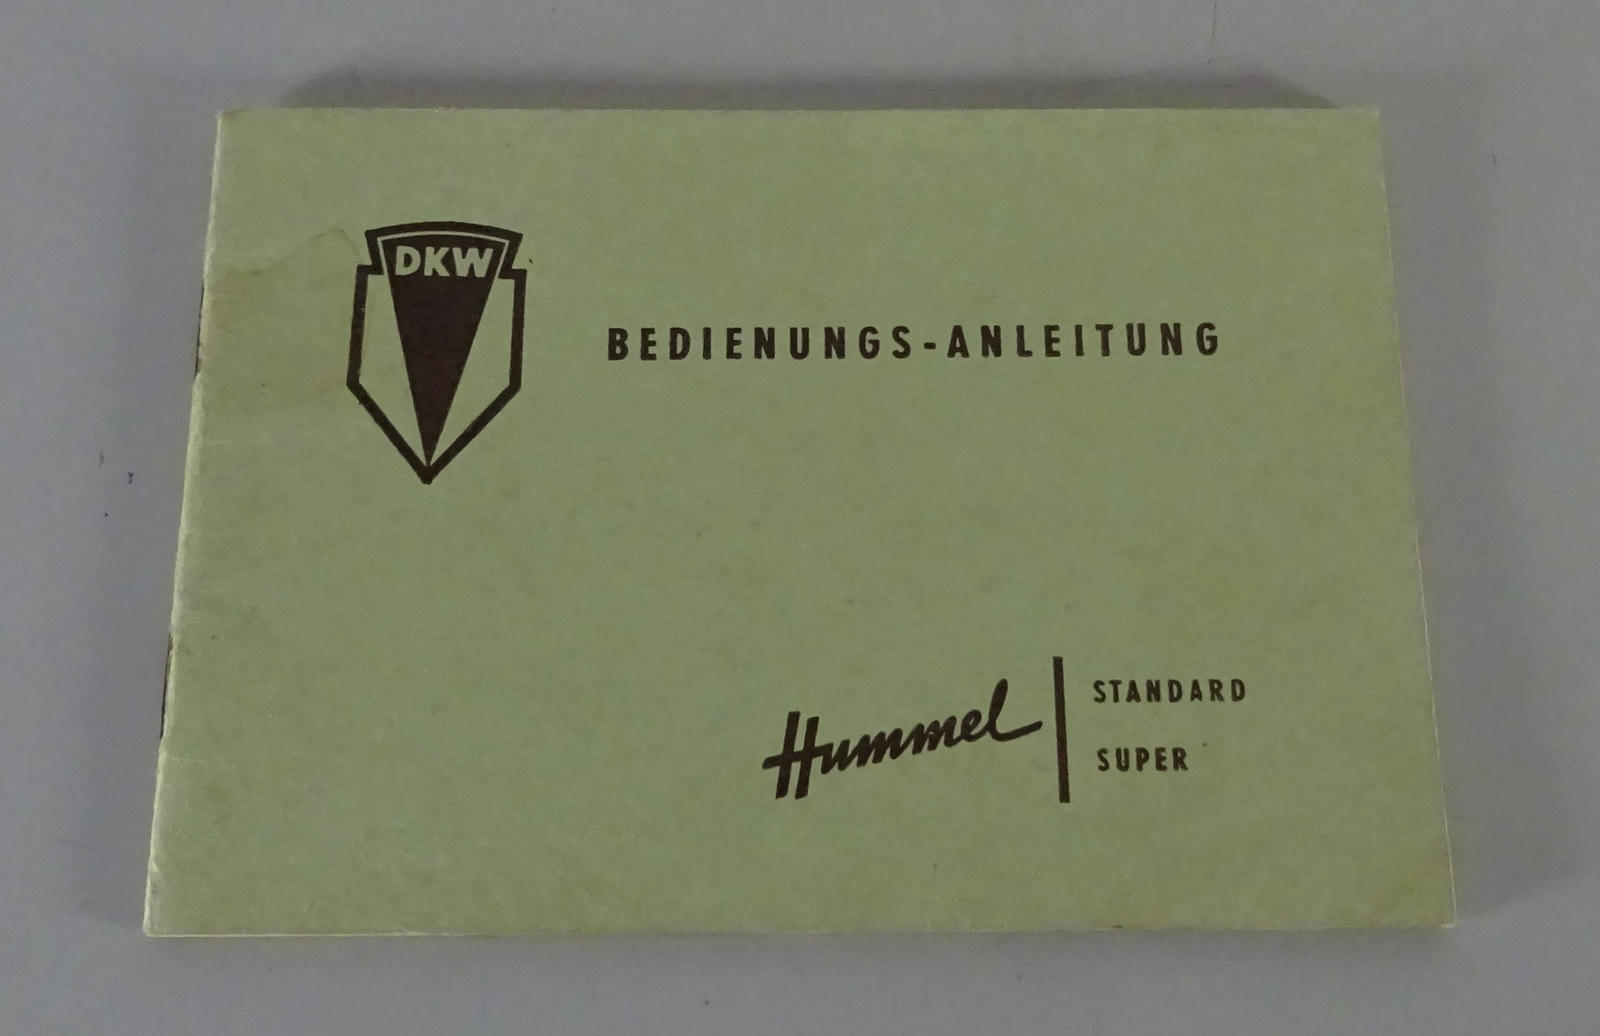 DKW
BEDIENUNGS-ANLEITUNG
Hummel
STANDARD
SUPER